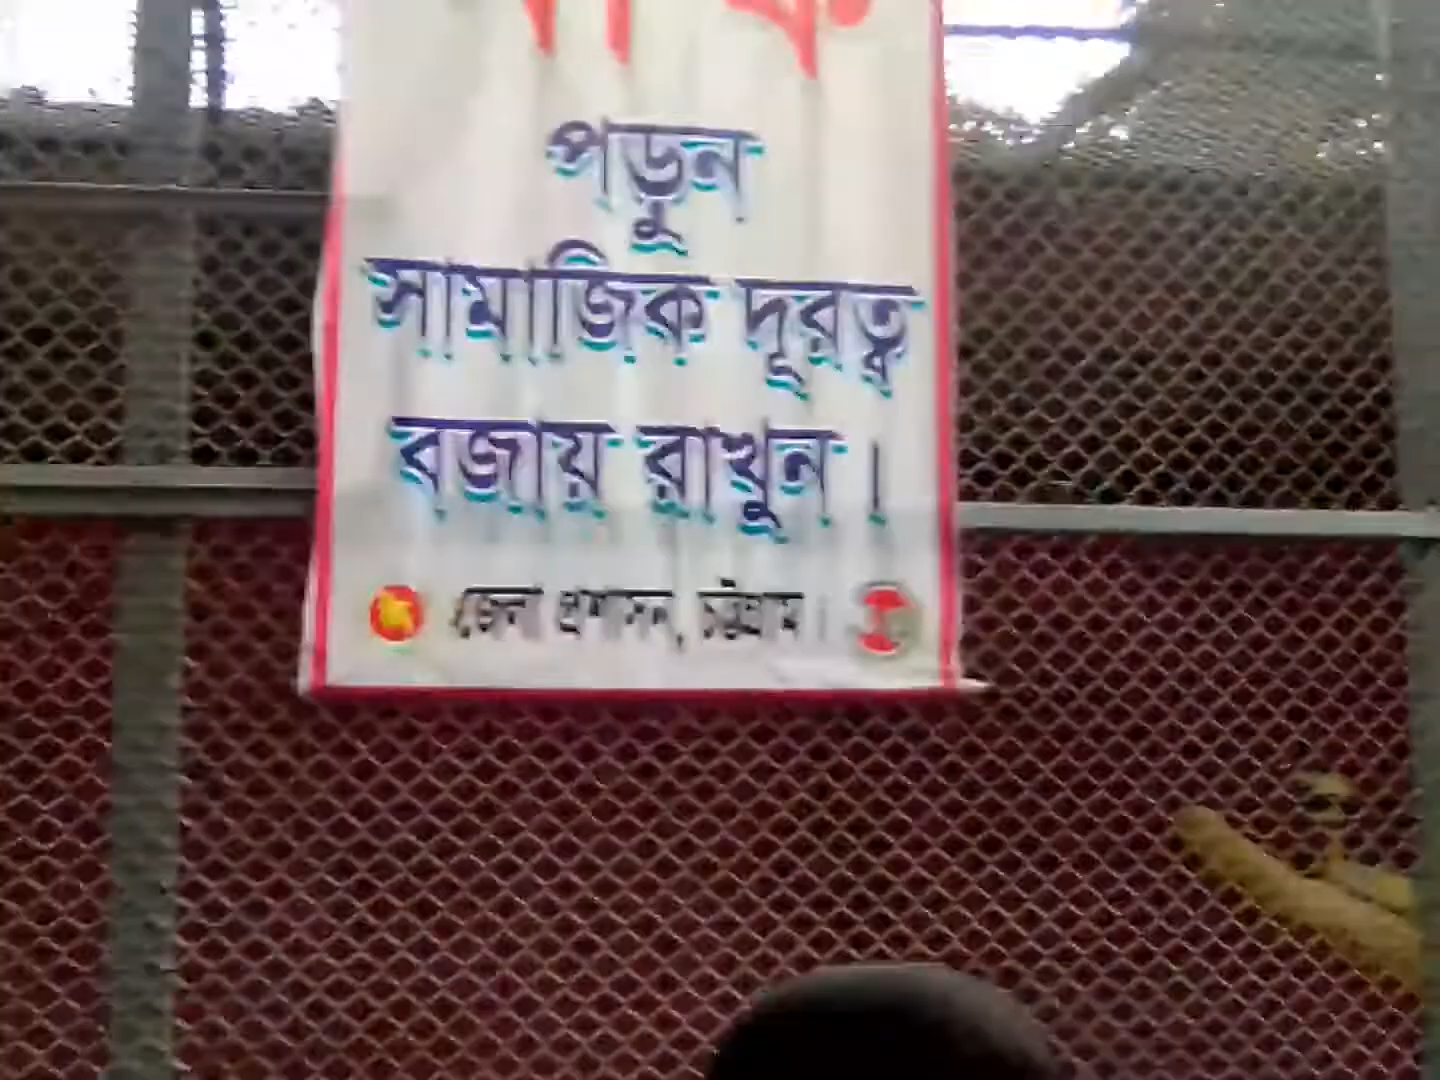 পড়ুন
সামাজিক দূরত্ব
বজায় রাখুন।
জেলা প্রশাসন, চট্টগ্রাম।